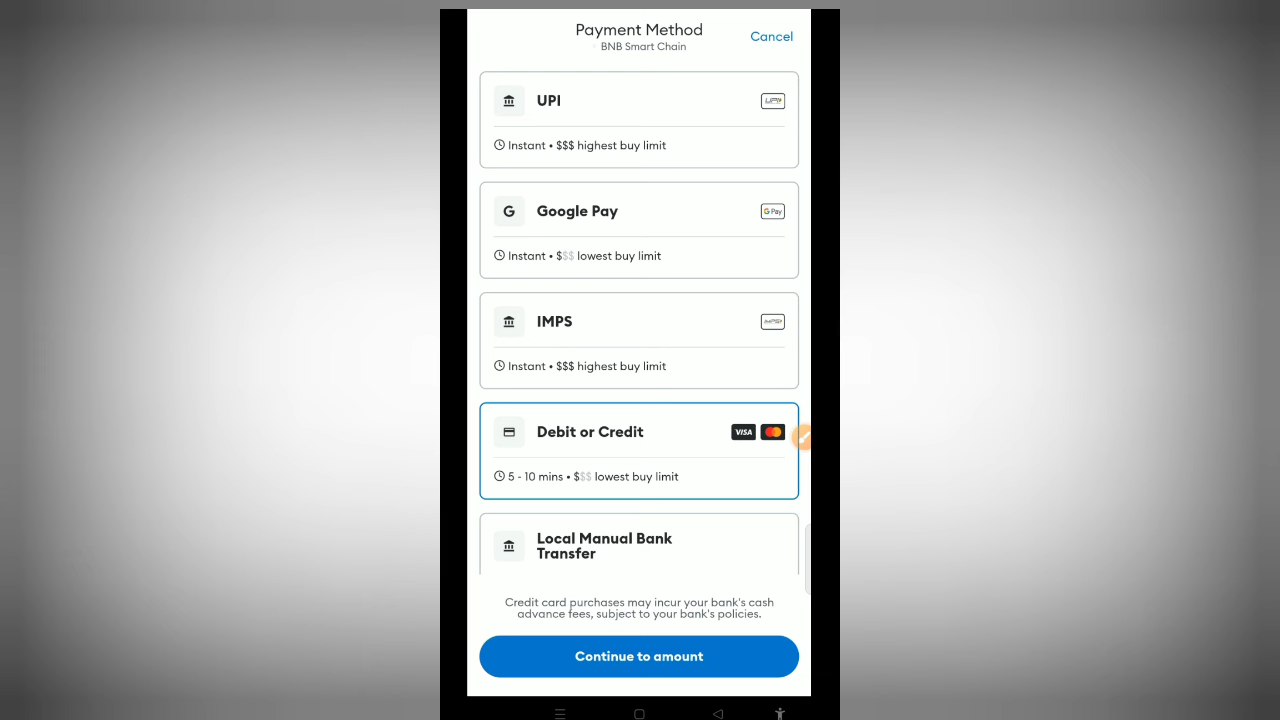 Payment Method
BNB Smart Chain
Cancel
UPI
UPI
Instant • $$$ highest buy limit
Google Pay
G Pay
Instant • $$$ lowest buy limit
IMPS
IMPS
Instant • $$$ highest buy limit
Debit or Credit
VISA
5 - 10 mins • $$$ lowest buy limit
Local Manual Bank
Transfer
Credit card purchases may incur your bank's cash
advance fees, subject to your bank's policies.
Continue to amount